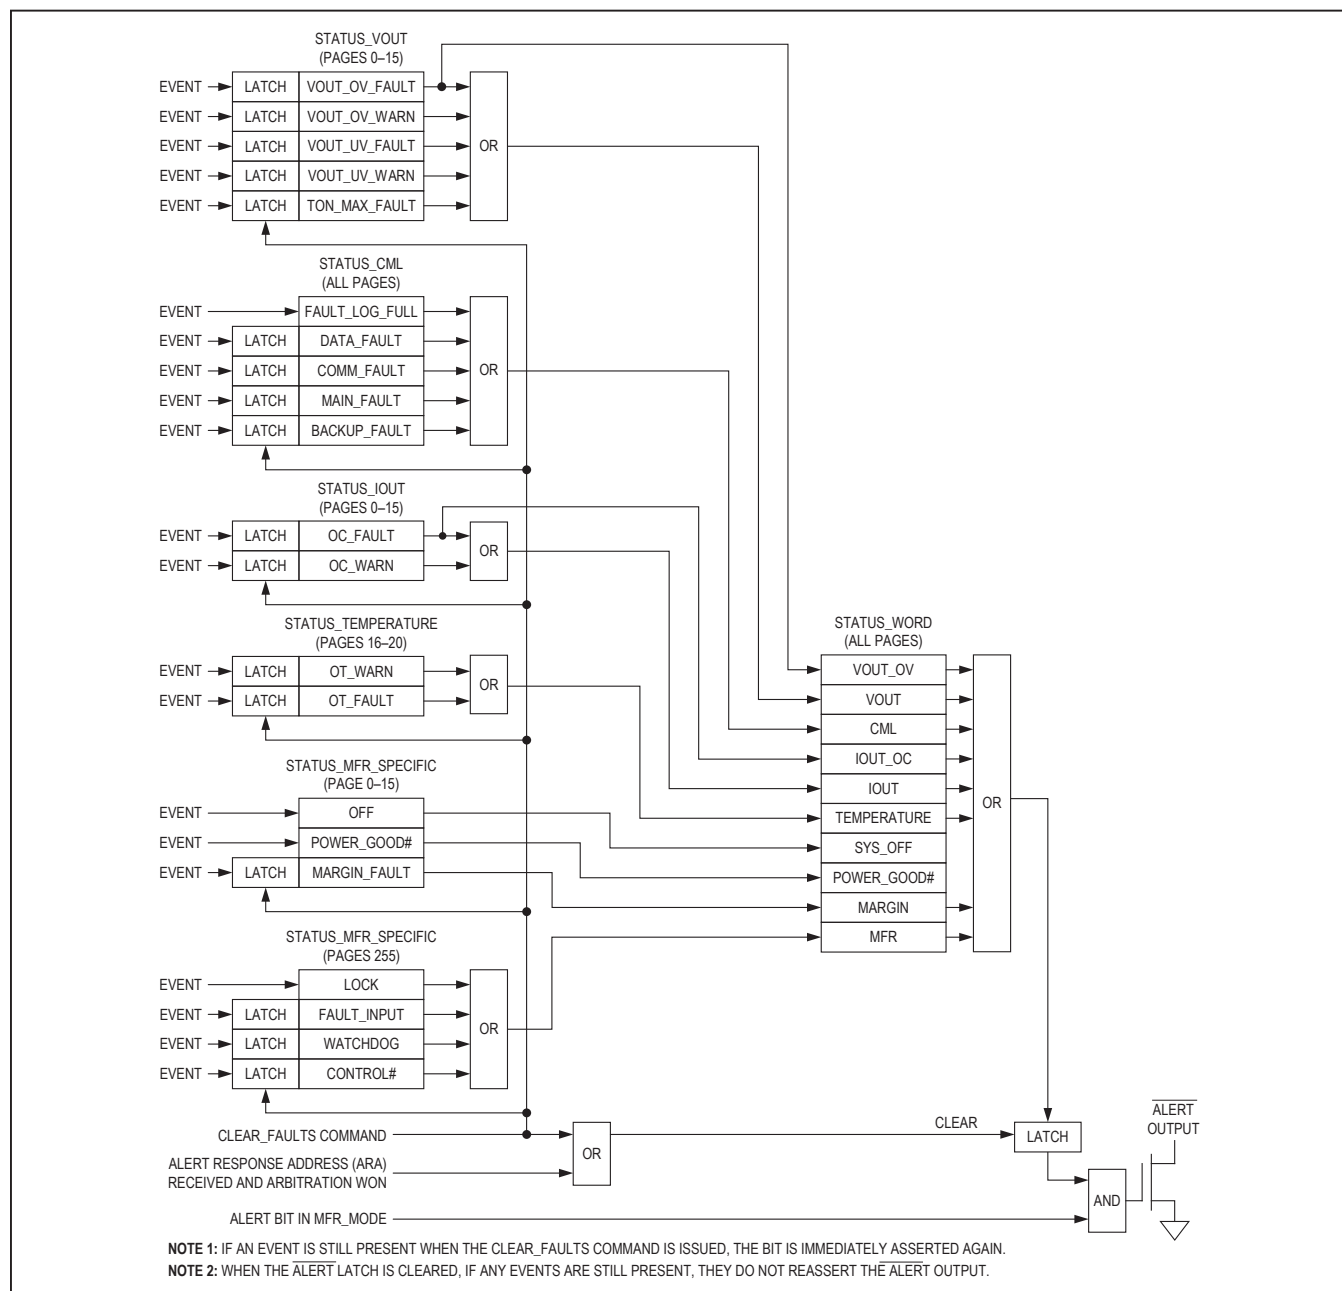 STATUS_VOUT
(PAGES 0–15)
EVENT LATCH VOUT_OV_FAULT
EVENT LATCH VOUT_OV_WARN
EVENT LATCH VOUT_UV_FAULT OR
EVENT LATCH VOUT_UV_WARN
EVENT LATCH TON_MAX_FAULT
STATUS_CML
(ALL PAGES)
EVENT FAULT_LOG_FULL
EVENT LATCH DATA_FAULT
EVENT LATCH COMM_FAULT OR
EVENT LATCH MAIN_FAULT
EVENT LATCH BACKUP_FAULT
STATUS_IOUT
(PAGES 0–15)
EVENT LATCH OC_FAULT
OR
EVENT LATCH OC_WARN
STATUS_TEMPERATURE
(PAGES 16–20)
EVENT LATCH OT_WARN
OR
EVENT LATCH OT_FAULT
STATUS_MFR_SPECIFIC
(PAGE 0–15)
EVENT OFF
EVENT POWER_GOOD#
EVENT LATCH MARGIN_FAULT
STATUS_MFR_SPECIFIC
(PAGES 255)
EVENT LOCK
EVENT LATCH FAULT_INPUT
OR
EVENT LATCH WATCHDOG
EVENT LATCH CONTROL#
STATUS_WORD
(ALL PAGES)
VOUT_OV
VOUT
CML
IOUT_OC
IOUT
OR
TEMPERATURE
SYS_OFF
POWER_GOOD#
MARGIN
MFR
CLEAR_FAULTS COMMAND
OR
ALERT RESPONSE ADDRESS (ARA)
RECEIVED AND ARBITRATION WON
CLEAR
LATCH
ALERT
OUTPUT
AND
ALERT BIT IN MFR_MODE
NOTE 1: IF AN EVENT IS STILL PRESENT WHEN THE CLEAR_FAULTS COMMAND IS ISSUED, THE BIT IS IMMEDIATELY ASSERTED AGAIN.
NOTE 2: WHEN THE ALERT LATCH IS CLEARED, IF ANY EVENTS ARE STILL PRESENT, THEY DO NOT REASSERT THE ALERT OUTPUT.